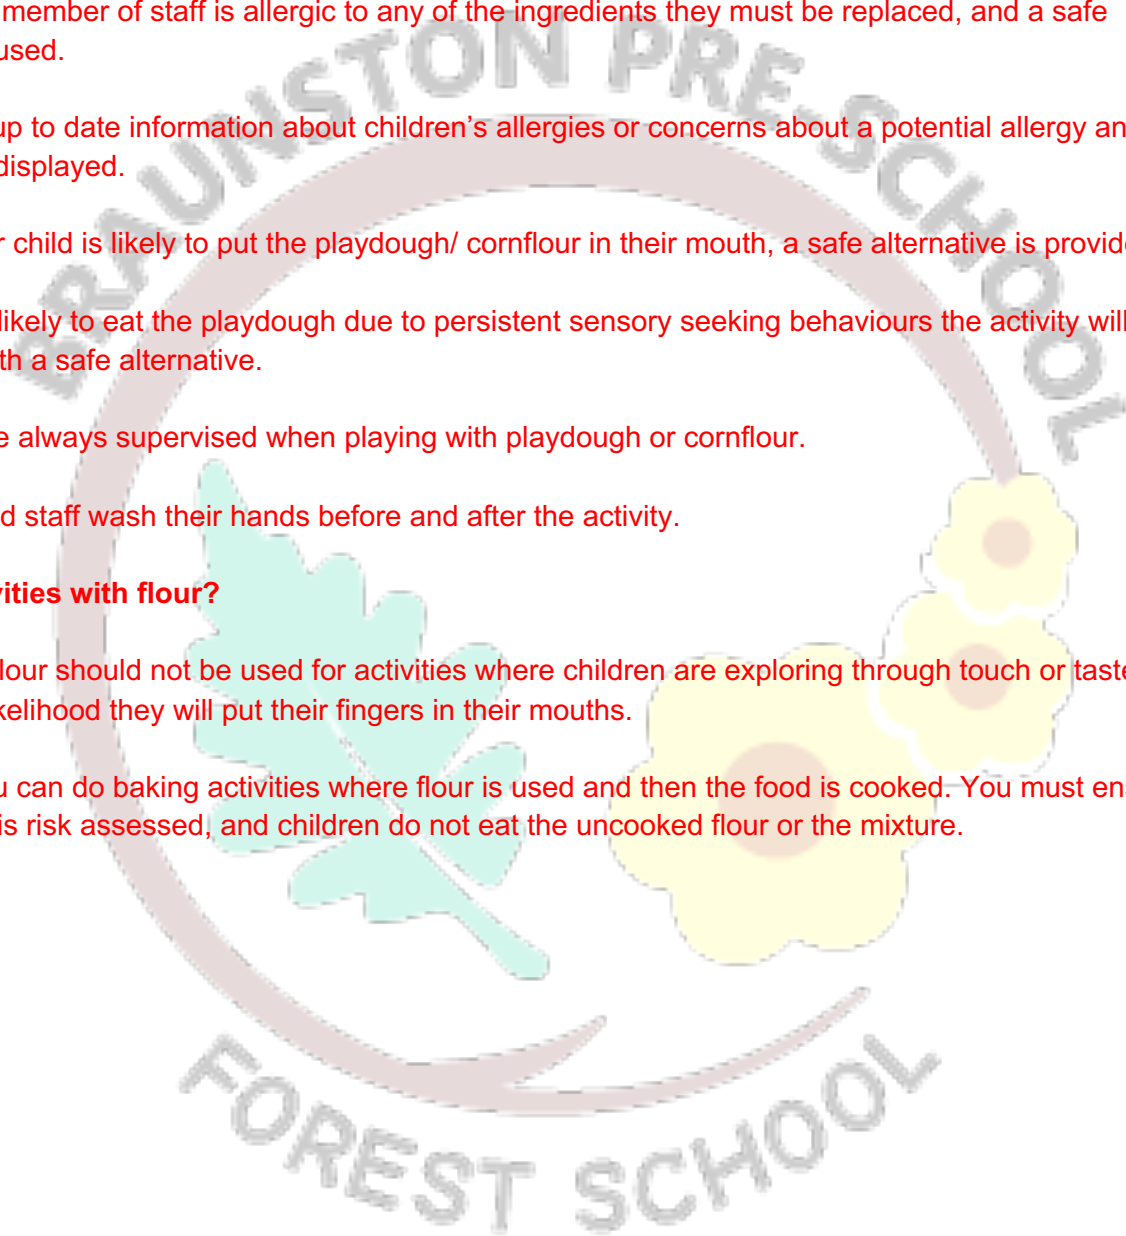 member of staff is allergic to any of the ingredients they must be replaced, and a safe
used.
up to date information about children's allergies or concerns about a potential allergy an
displayed.
r child is likely to put the playdough/ cornflour in their mouth, a safe alternative is provid
likely to eat the playdough due to persistent sensory seeking behaviours the activity will
th a safe alternative.
e always supervised when playing with playdough or cornflour.
d staff wash their hands before and after the activity.
vities with flour?
lour should not be used for activities where children are exploring through touch or taste
kelihood they will put their fingers in their mouths.
u can do baking activities where flour is used and then the food is cooked. You must en
is risk assessed, and children do not eat the uncooked flour or the mixture.
BRAUNSTON PRE-SCHOOL
FOREST SCHOOL